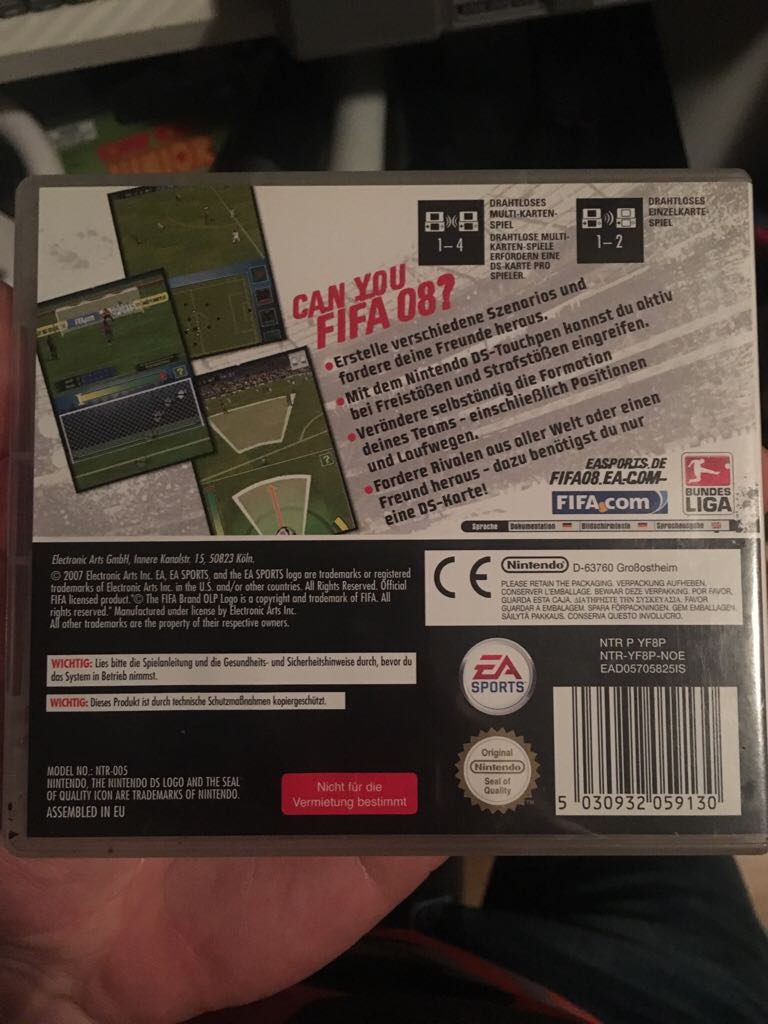 DRAHTLOSES
MULTI-KARTEN-
SPIEL
DRAHTLOSE MULTI-
KARTEN-SPIELE
ERFORDERN EINE
DS-KARTE PRO
SPIELER.
1–4
DRAHTLOSES
EINZELKARTE-
SPIEL
1–2
CAN YOU
FIFA 08?
• Erstelle verschiedene Szenarios und
fordere deine Freunde heraus.
• Mit dem Nintendo DS-Touchpen kannst du aktiv
bei Freistößen und Strafstößen eingreifen.
• Verändere selbständig die Formation
deines Teams – einschließlich Positionen
und Laufwegen.
• Fordere Rivalen aus aller Welt oder einen
Freund heraus – dazu benötigst du nur
eine DS-Karte!
EASPORTS.DE
FIFA08.EA.COM
FIFA.com
BUNDES
LIGA
Sprache Dokumentation Bildschirmtexte Sprachausgabe
Electronic Arts GmbH, Innere Kanalstr. 15, 50823 Köln.
© 2007 Electronic Arts Inc. EA, EA SPORTS, and the EA SPORTS logo are trademarks or registered
trademarks of Electronic Arts Inc. in the U.S. and/or other countries. All Rights Reserved. Official
FIFA licensed product. "© The FIFA Brand OLP Logo is a copyright and trademark of FIFA. All
rights reserved." Manufactured under license by Electronic Arts Inc.
All other trademarks are the property of their respective owners.
CE
Nintendo D-63760 Großostheim
PLEASE RETAIN THE PACKAGING. VERPACKUNG AUFHEBEN.
CONSERVER L'EMBALLAGE. BEWAAR DEZE VERPAKKING. POR FAVOR,
GUARDA ESTA CAJA. ΔΙΑΤΗΡΗΣΤΕ ΤΗΝ ΣΥΣΚΕΥΑΣΙΑ. FAVOR
GUARDAR A EMBALAGEM. SPARA FÖRPACKNINGEN. GEM EMBALLAGEN.
SÄILYTÄ PAKKAUS. CONSERVA QUESTO INVOLUCRO.
WICHTIG: Lies bitte die Spielanleitung und die Gesundheits- und Sicherheitshinweise durch, bevor du
das System in Betrieb nimmst.
WICHTIG: Dieses Produkt ist durch technische Schutzmaßnahmen kopiergeschützt.
EA
SPORTS
NTR P YF8P
NTR-YF8P-NOE
EAD05705825IS
Original
Nintendo
Seal of
Quality
TM
MODEL NO.: NTR-005
NINTENDO, THE NINTENDO DS LOGO AND THE SEAL
OF QUALITY ICON ARE TRADEMARKS OF NINTENDO.
ASSEMBLED IN EU
Nicht für die
Vermietung bestimmt
5 030932 059130